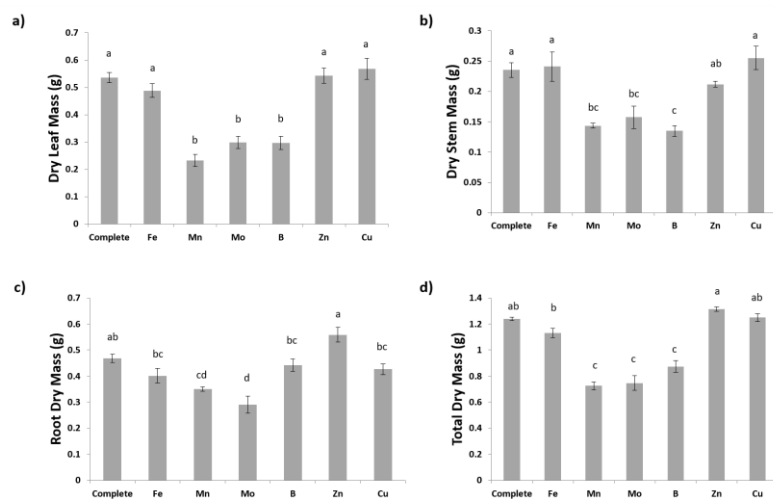 a)
Dry Leaf Mass (g)
0.7
0.6
0.5
0.4
0.3
0.2
0.1
0
a
a
b
b
b
a
a
Complete Fe Mn Mo B Zn Cu
b)
Dry Stem Mass (g)
0.3
0.25
0.2
0.15
0.1
0.05
0
a
a
bc
bc
c
ab
a
Complete Fe Mn Mo B Zn Cu
c)
Root Dry Mass (g)
0.7
0.6
0.5
0.4
0.3
0.2
0.1
0
ab
bc
cd
d
bc
a
bc
Complete Fe Mn Mo B Zn Cu
d)
Total Dry Mass (g)
1.4
1.2
1
0.8
0.6
0.4
0.2
0
ab
b
c
c
c
a
ab
Complete Fe Mn Mo B Zn Cu